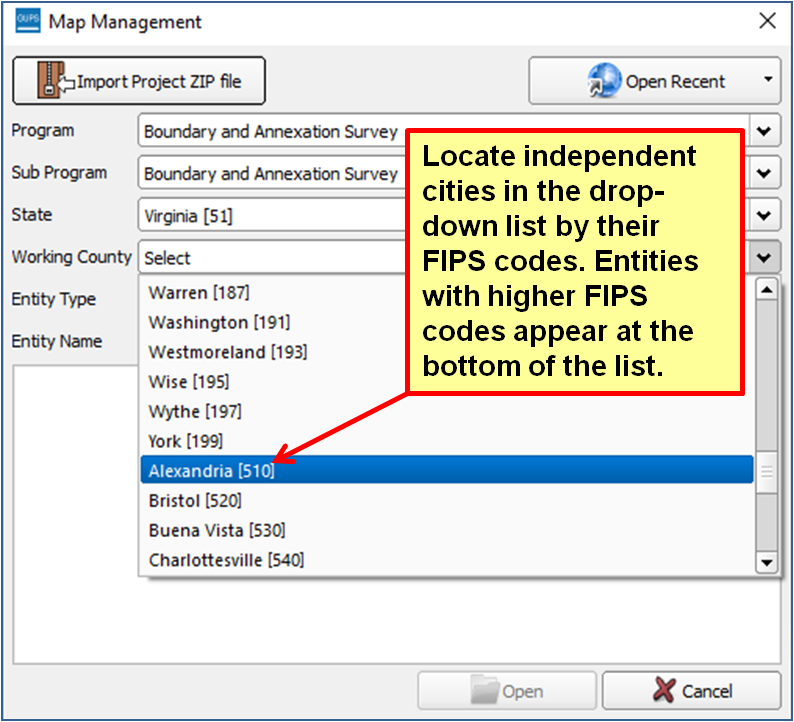 GUPS Map Management
Import Project ZIP file
Open Recent
Program
Boundary and Annexation Survey
Sub Program
Boundary and Annexation Survey
State
Virginia [51]
Working County
Select
Entity Type
Entity Name
Warren [187]
Washington [191]
Westmoreland [193]
Wise [195]
Wythe [197]
York [199]
Alexandria [510]
Bristol [520]
Buena Vista [530]
Charlottesville [540]
Locate independent
cities in the drop-
down list by their
FIPS codes. Entities
with higher FIPS
codes appear at the
bottom of the list.
Open
Cancel